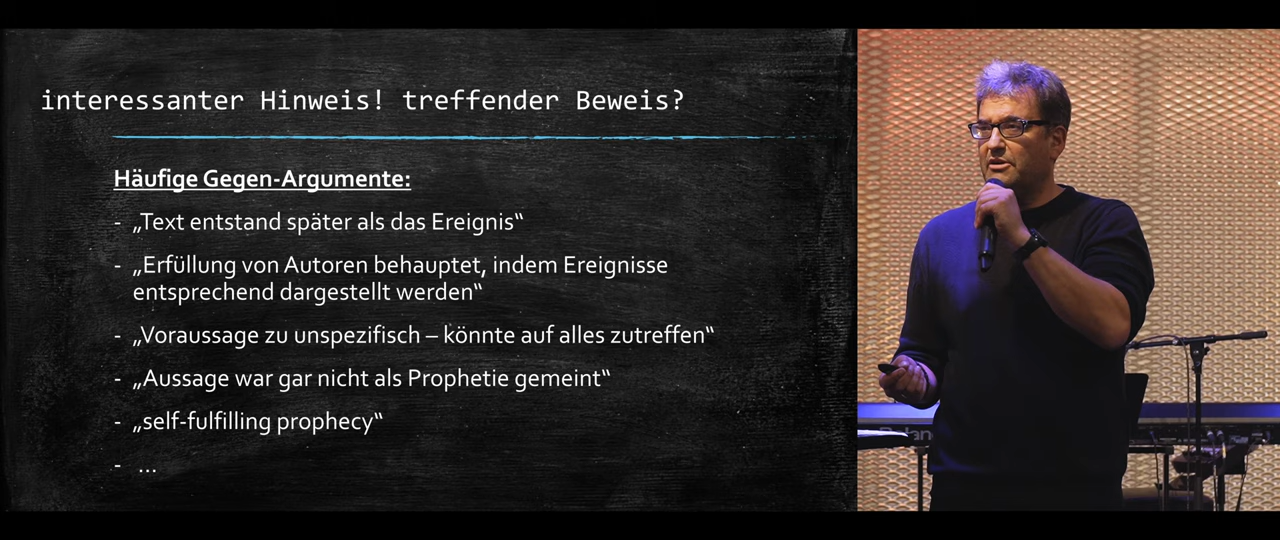 interessanter Hinweis! treffender Beweis?
Häufige Gegen-Argumente:
- „Text entstand später als das Ereignis“
- „Erfüllung von Autoren behauptet, indem Ereignisse
entsprechend dargestellt werden“
- „Voraussage zu unspezifisch – könnte auf alles zutreffen“
- „Aussage war gar nicht als Prophetie gemeint“
- „self-fulfilling prophecy“
- ...
Roland